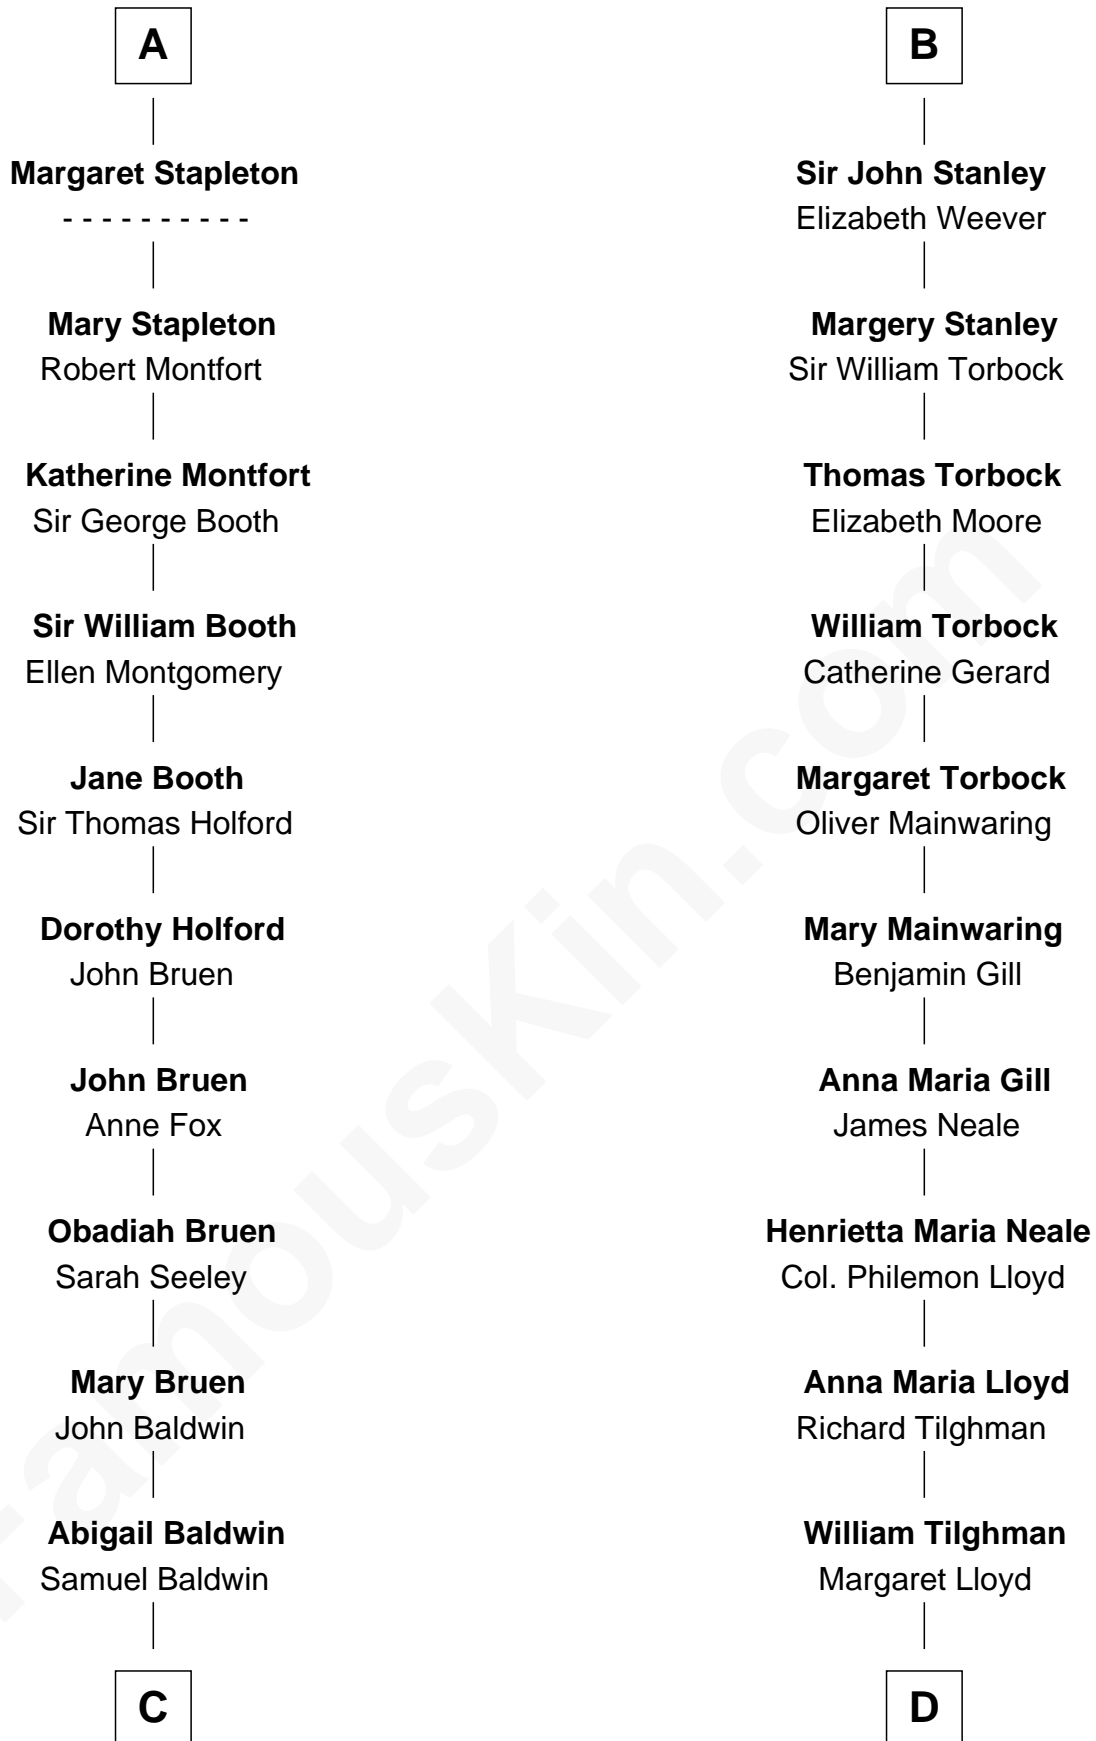 A
Margaret Stapleton
- - - - - - - - - -
Mary Stapleton
Robert Montfort
Katherine Montfort
Sir George Booth
Sir William Booth
Ellen Montgomery
Jane Booth
Sir Thomas Holford
Dorothy Holford
John Bruen
John Bruen
Anne Fox
Obadiah Bruen
Sarah Seeley
Mary Bruen
John Baldwin
Abigail Baldwin
Samuel Baldwin
C
B
Sir John Stanley
Elizabeth Weever
Margery Stanley
Sir William Torbock
Thomas Torbock
Elizabeth Moore
William Torbock
Catherine Gerard
Margaret Torbock
Oliver Mainwaring
Mary Mainwaring
Benjamin Gill
Anna Maria Gill
James Neale
Henrietta Maria Neale
Col. Philemon Lloyd
Anna Maria Lloyd
Richard Tilghman
William Tilghman
Margaret Lloyd
D
FamousKin.com